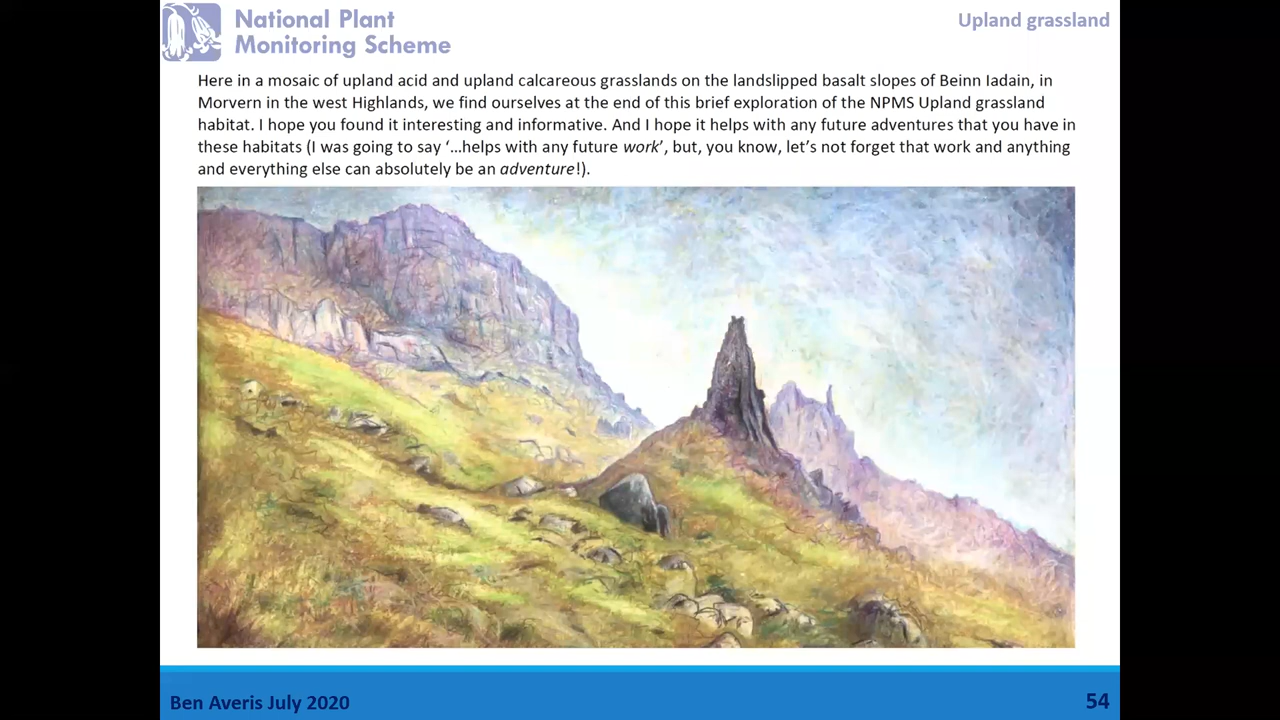 National Plant
Monitoring Scheme
Upland grassland
Here in a mosaic of upland acid and upland calcareous grasslands on the landslipped basalt slopes of Beinn Iadain, in
Morvern in the west Highlands, we find ourselves at the end of this brief exploration of the NPMS Upland grassland
habitat. I hope you found it interesting and informative. And I hope it helps with any future adventures that you have in
these habitats (I was going to say ‘…helps with any future work’, but, you know, let’s not forget that work and anything
and everything else can absolutely be an adventure!).
Ben Averis July 2020
54